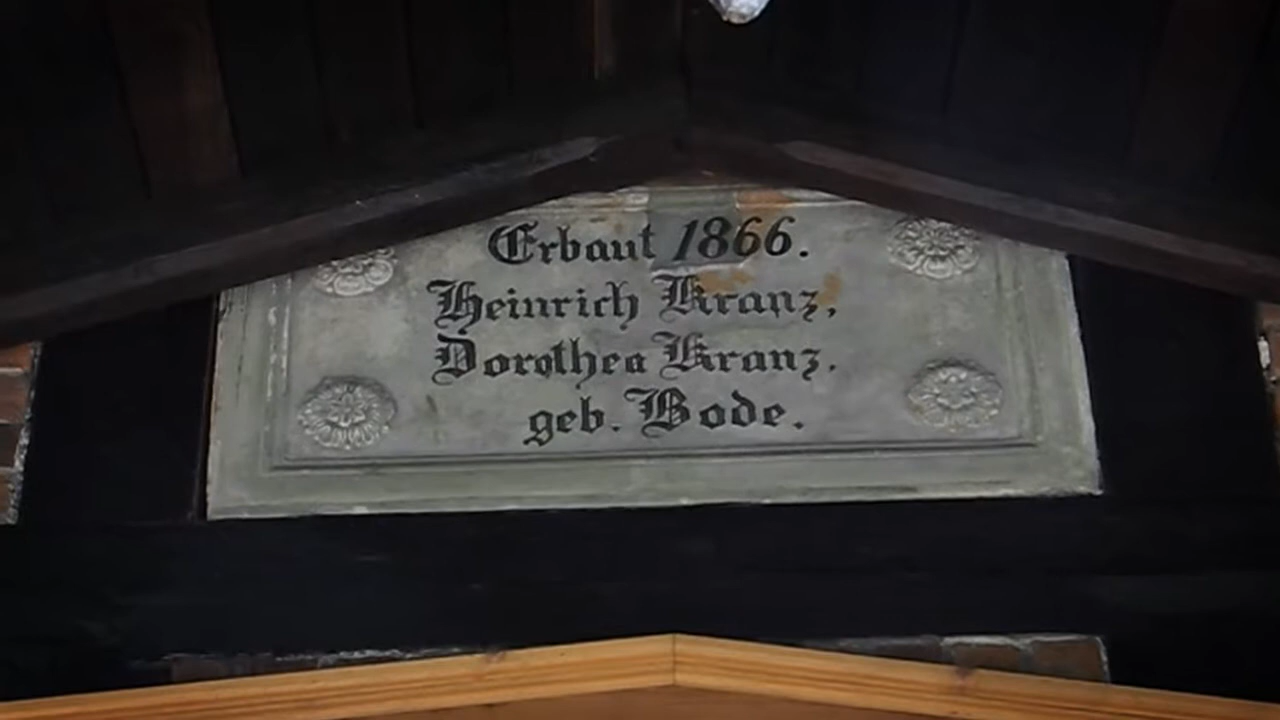 Erbaut 1866.
Heinrich Kranz,
Dorothea Kranz.
geb. Bode.